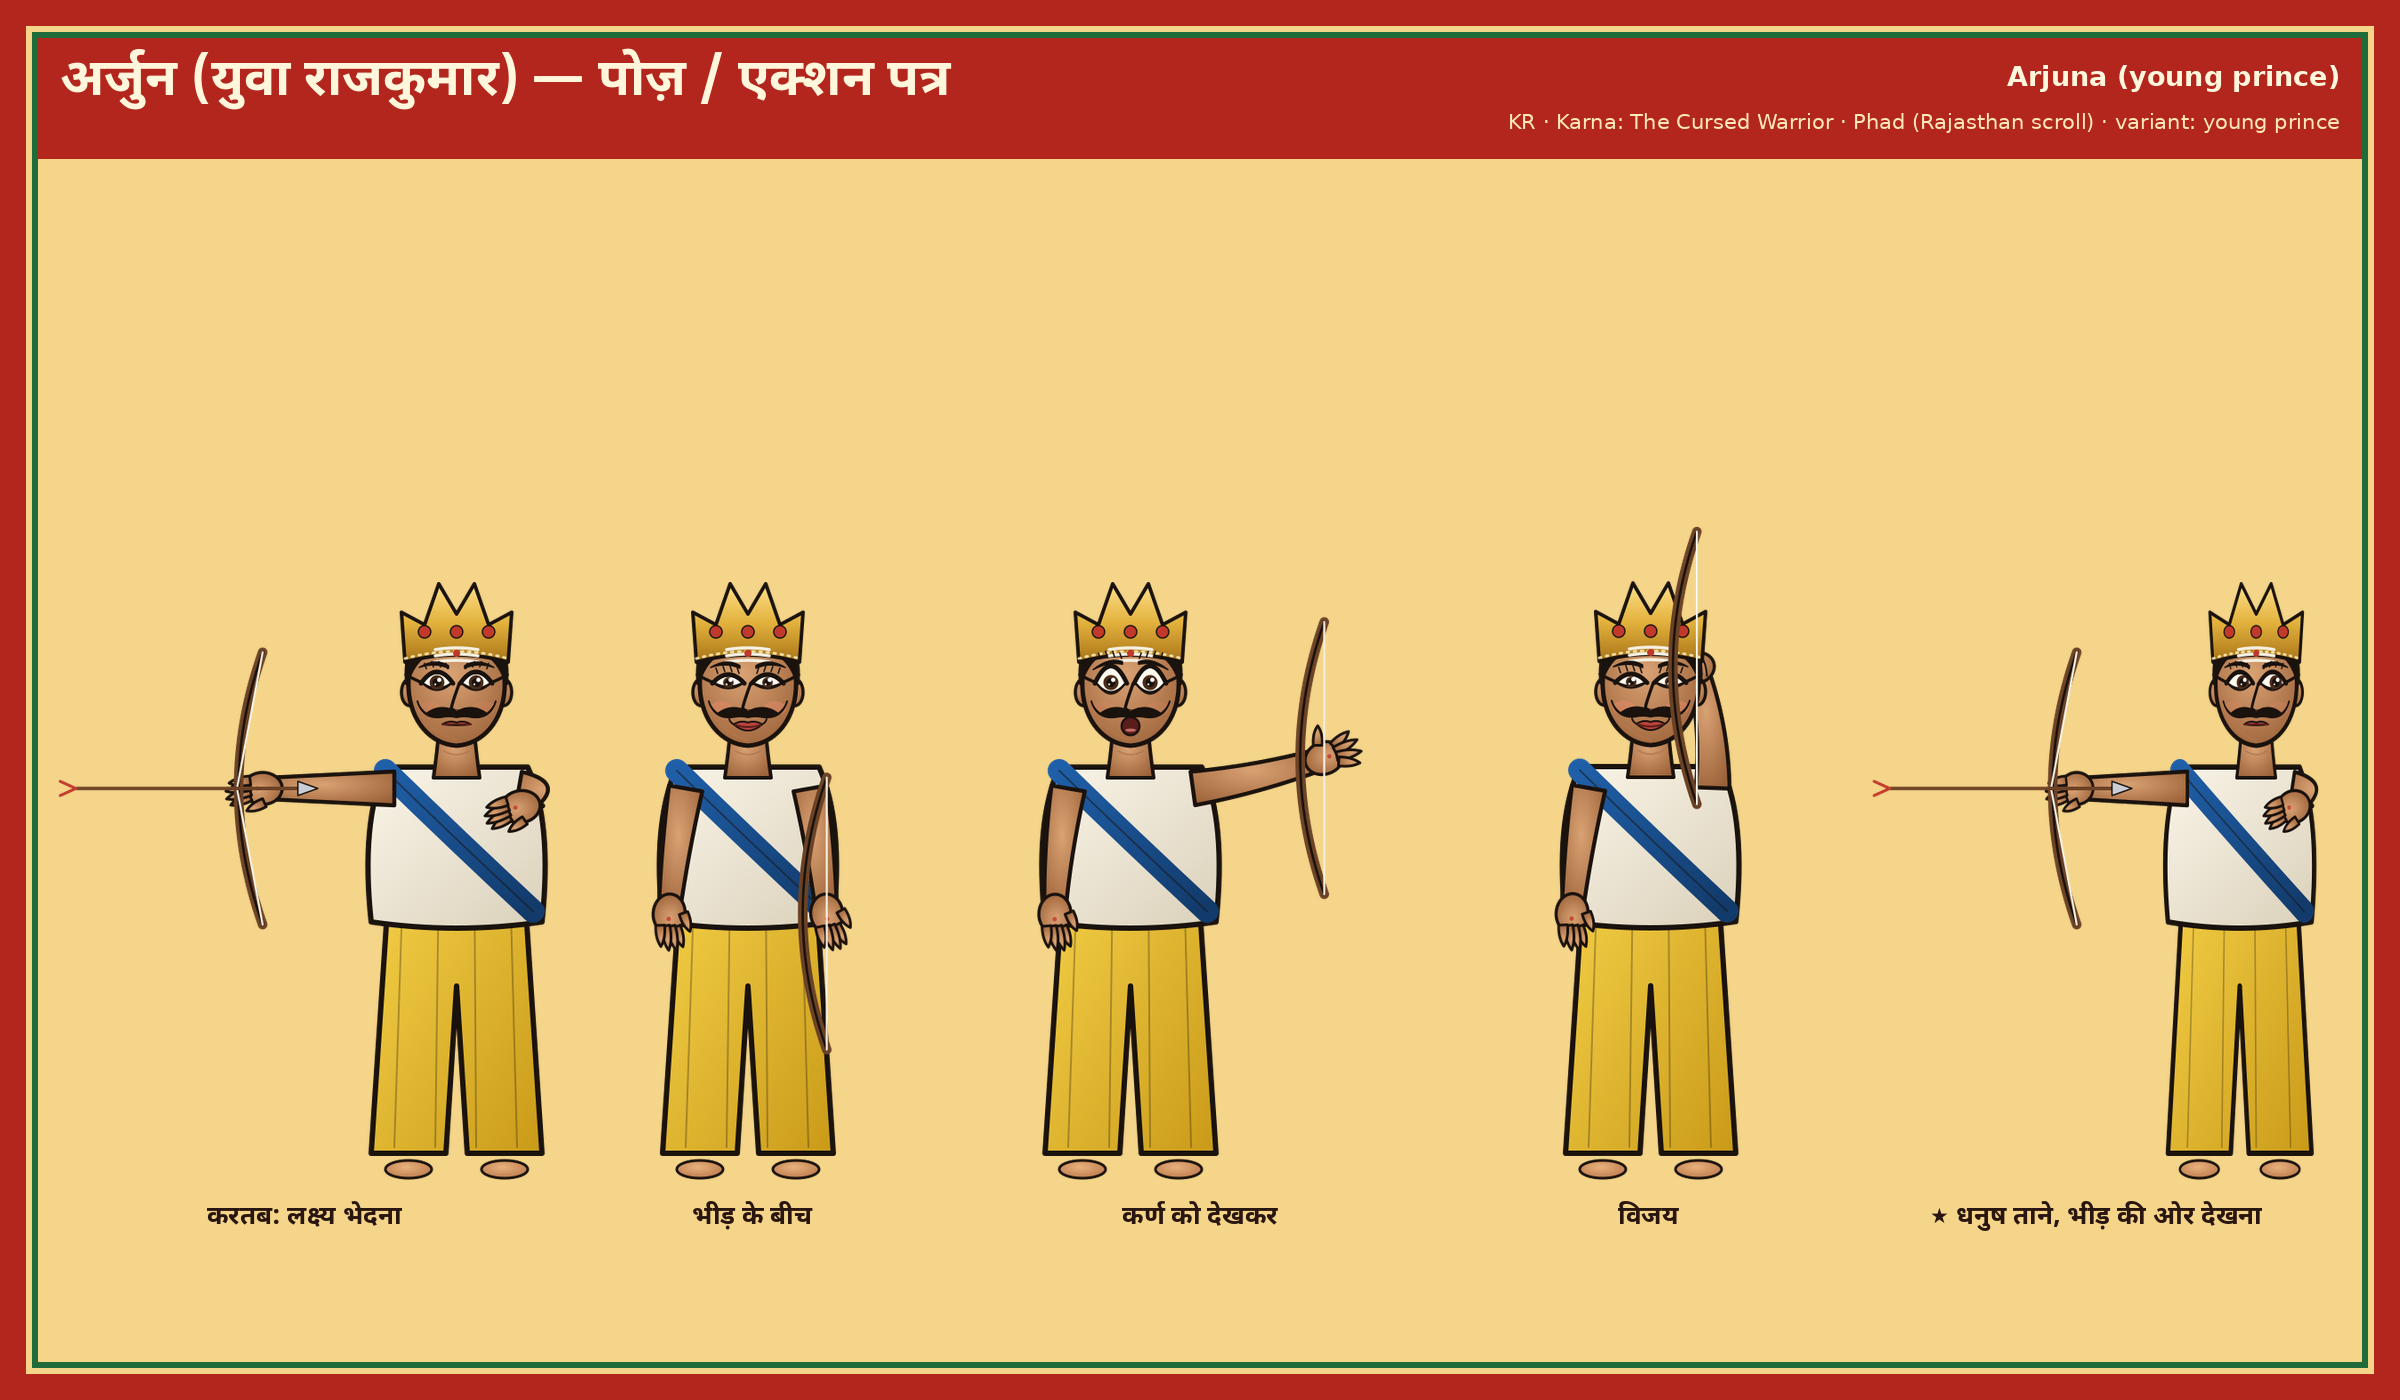 अर्जुन (युवा राजकुमार) — पोज़ / एक्शन पत्र
Arjuna (young prince)
KR · Karna: The Cursed Warrior · Phad (Rajasthan scroll) · variant: young prince
करतब: लक्ष्य भेदना
भीड़ के बीच
कर्ण को देखकर
विजय
★ धनुष ताने, भीड़ की ओर देखना